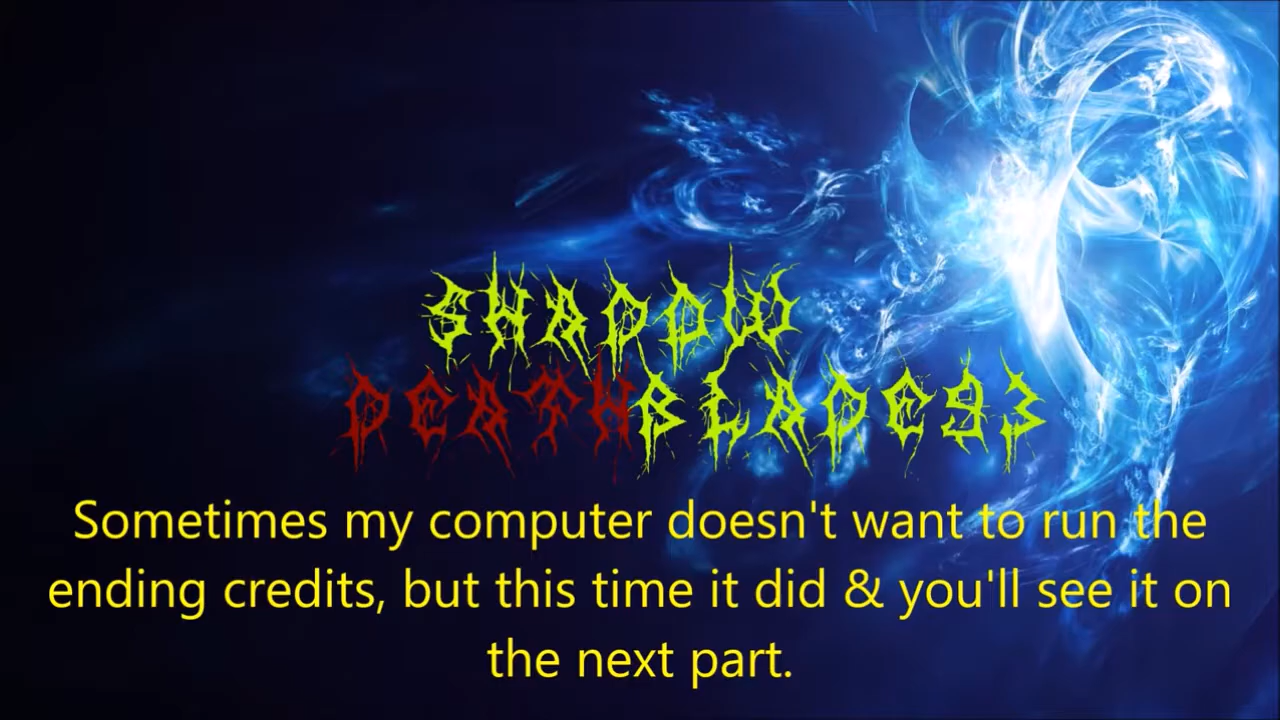 SHADOW
DEATHBLADE93
Sometimes my computer doesn't want to run the
ending credits, but this time it did & you'll see it on
the next part.